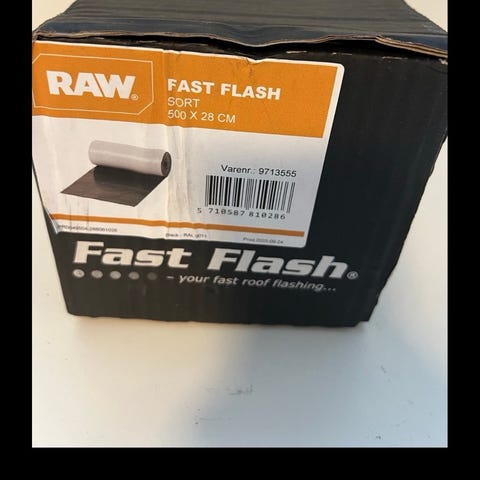 RAW®
FAST FLASH
SORT
500 X 28 CM
Varenr.: 9713555
5 710587 810286
Fast Flash®
– your fast roof flashing...